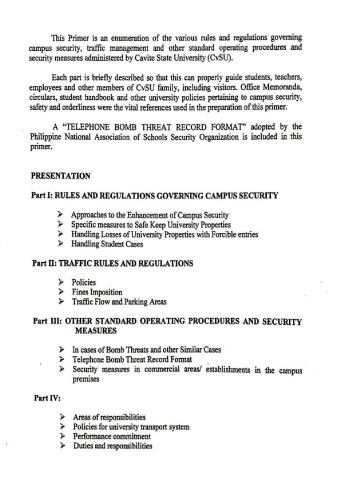 This Primer is an enumeration of the various rules and regulations governing
campus security, traffic management and other standard operating procedures and
security measures administered by Cavite State University (CvSU).
Each part is briefly described so that this can properly guide students, teachers,
employees and other members of CvSU family, including visitors. Office Memoranda,
circulars, student handbook and other university policies pertaining to campus security,
safety and orderliness were the vital references used in the preparation of this primer.
A “TELEPHONE BOMB THREAT RECORD FORMAT” adopted by the
Philippine National Association of Schools Security Organization is included in this
primer.
PRESENTATION
Part I: RULES AND REGULATIONS GOVERNING CAMPUS SECURITY
➢ Approaches to the Enhancement of Campus Security
➢ Specific measures to Safe Keep University Properties
➢ Handling Losses of University Properties with Forcible entries
➢ Handling Student Cases
Part II: TRAFFIC RULES AND REGULATIONS
➢ Policies
➢ Fines Imposition
➢ Traffic Flow and Parking Areas
Part III: OTHER STANDARD OPERATING PROCEDURES AND SECURITY
MEASURES
➢ In cases of Bomb Threats and other Similar Cases
➢ Telephone Bomb Threat Record Format
➢ Security measures in commercial areas/ establishments in the campus
premises
Part IV:
➢ Areas of responsibilities
➢ Policies for university transport system
➢ Performance commitment
➢ Duties and responsibilities